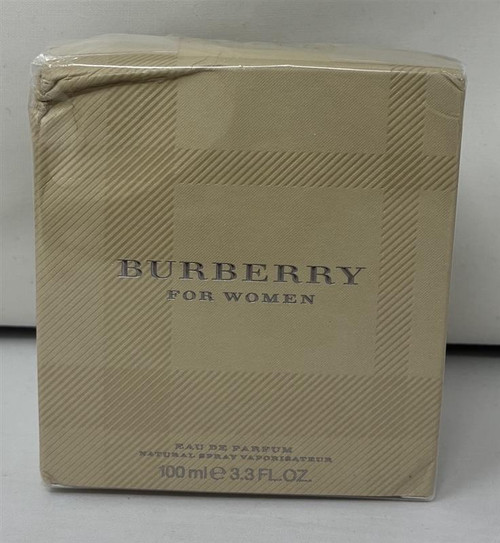 BURBERRY
FOR WOMEN
EAU DE PARFUM
NATURAL SPRAY VAPORISATEUR
100 ml ℮ 3.3 FL.OZ.